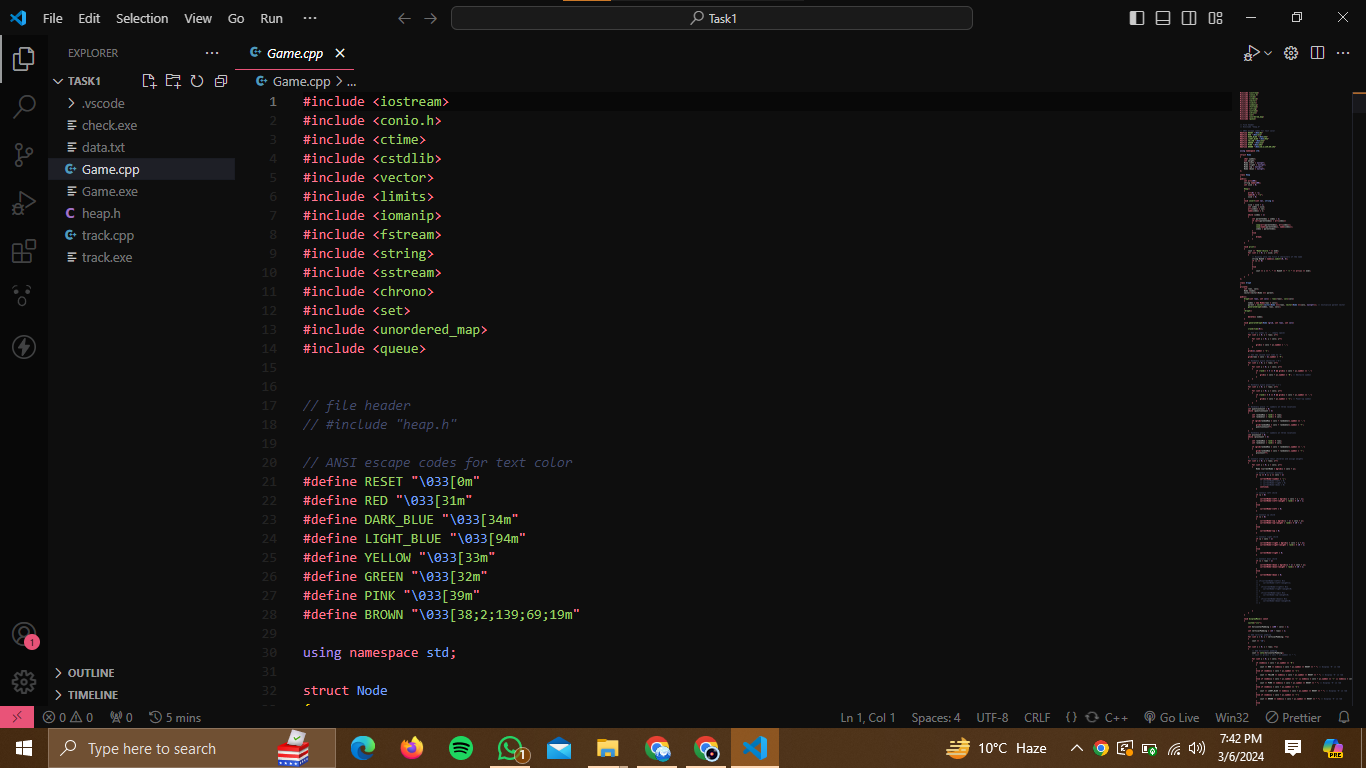 File Edit Selection View Go Run ···
Task1
EXPLORER
Game.cpp
TASK1
Game.cpp > ...
.vscode
check.exe
data.txt
Game.cpp
Game.exe
heap.h
track.cpp
track.exe
1 #include <iostream>
2 #include <conio.h>
3 #include <ctime>
4 #include <cstdlib>
5 #include <vector>
6 #include <limits>
7 #include <iomanip>
8 #include <fstream>
9 #include <string>
10 #include <sstream>
11 #include <chrono>
12 #include <set>
13 #include <unordered_map>
14 #include <queue>
15
16
17 // file header
18 // #include "heap.h"
19
20 // ANSI escape codes for text color
21 #define RESET "\033[0m"
22 #define RED "\033[31m"
23 #define DARK_BLUE "\033[34m"
24 #define LIGHT_BLUE "\033[94m"
25 #define YELLOW "\033[33m"
26 #define GREEN "\033[32m"
27 #define PINK "\033[39m"
28 #define BROWN "\033[38;2;139;69;19m"
29
30 using namespace std;
31
32 struct Node
OUTLINE
TIMELINE
1
0 0 0 5 mins
Ln 1, Col 1 Spaces: 4 UTF-8 CRLF {} C++ Go Live Win32 Prettier
Type here to search
1
10°C Haze
7:42 PM
3/6/2024
PRE